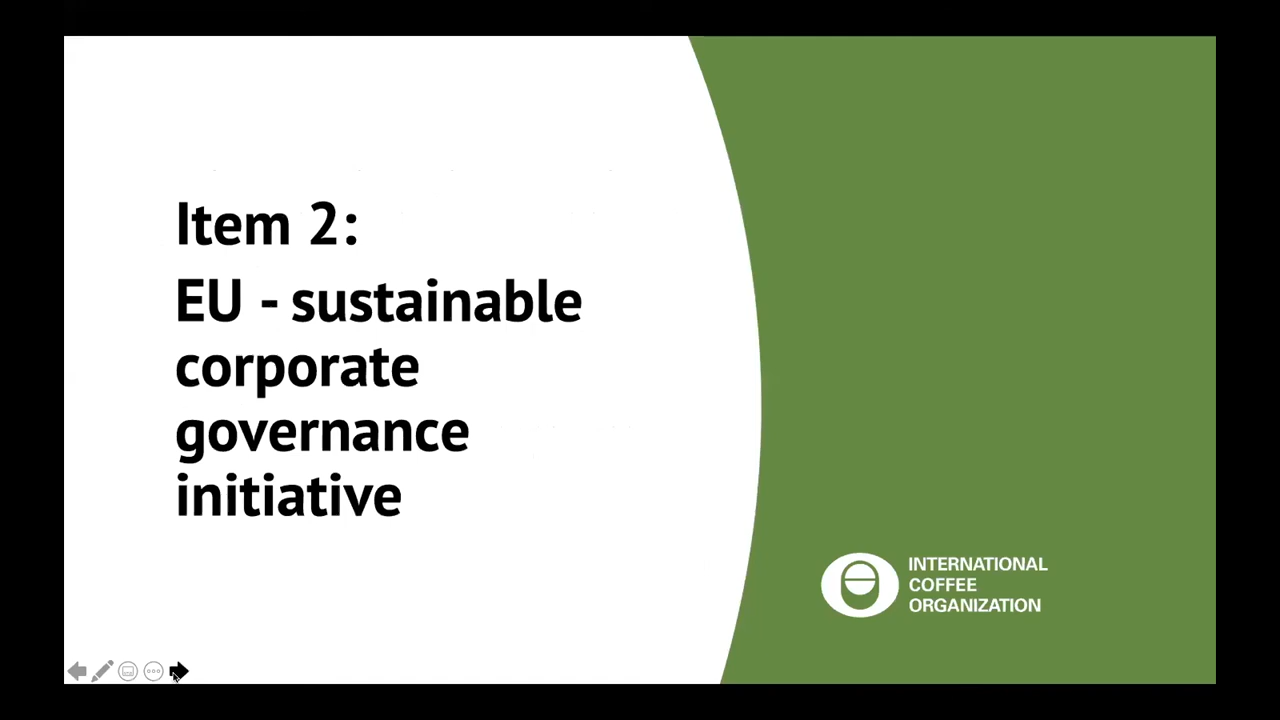 Item 2:
EU - sustainable
corporate
governance
initiative
INTERNATIONAL
COFFEE
ORGANIZATION